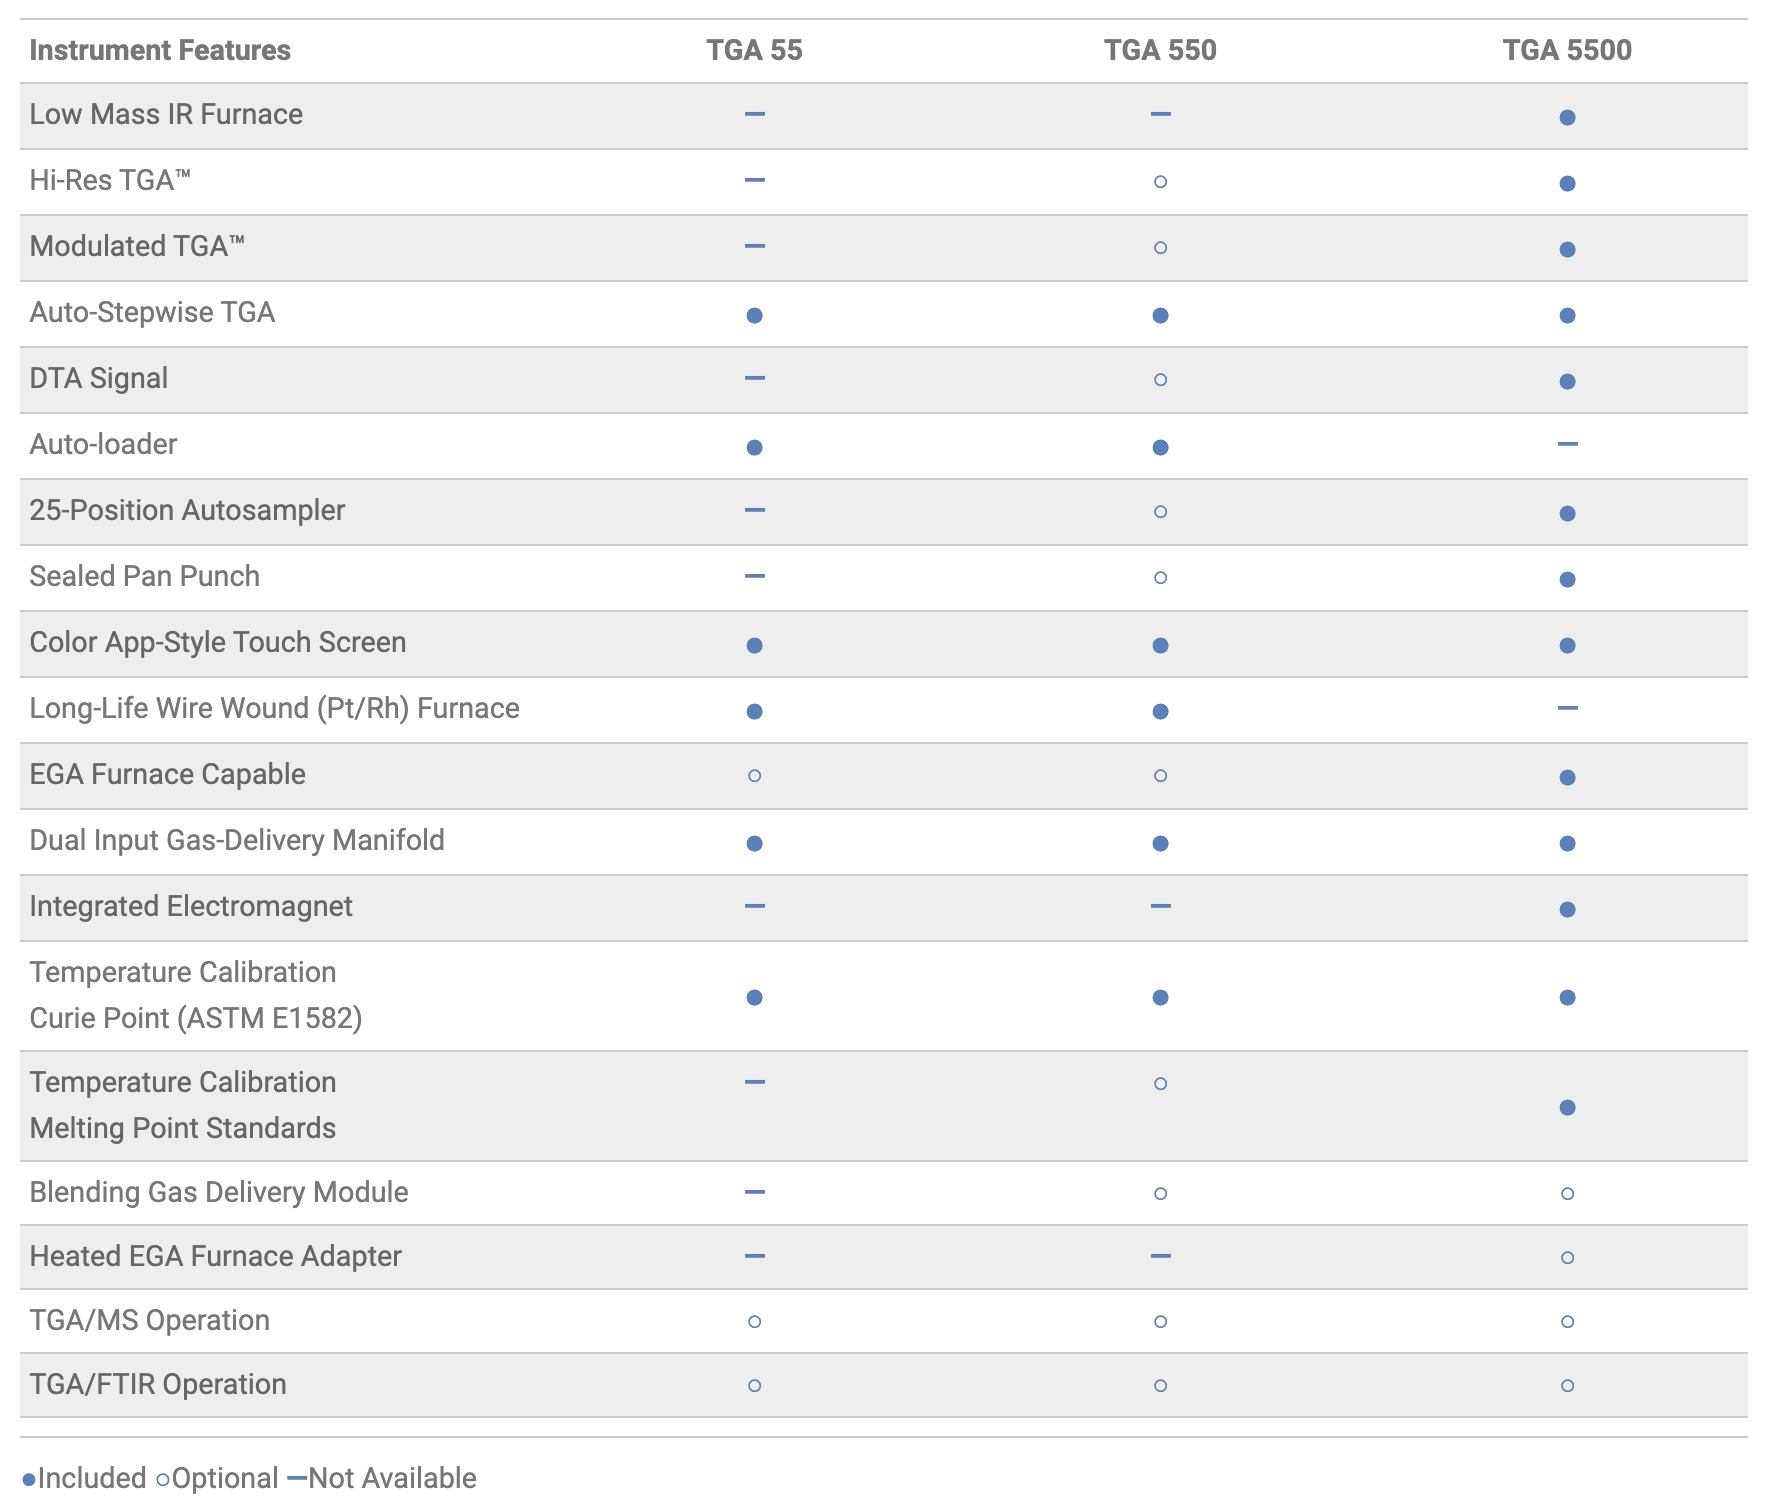 Instrument Features TGA 55 TGA 550 TGA 5500
Low Mass IR Furnace — — ●
Hi-Res TGA™ — ○ ●
Modulated TGA™ — ○ ●
Auto-Stepwise TGA ● ● ●
DTA Signal — ○ ●
Auto-loader ● ● —
25-Position Autosampler — ○ ●
Sealed Pan Punch — ○ ●
Color App-Style Touch Screen ● ● ●
Long-Life Wire Wound (Pt/Rh) Furnace ● ● —
EGA Furnace Capable ○ ○ ●
Dual Input Gas-Delivery Manifold ● ● ●
Integrated Electromagnet — — ●
Temperature Calibration
Curie Point (ASTM E1582) ● ● ●
Temperature Calibration — ○ ●
Melting Point Standards
Blending Gas Delivery Module — ○ ○
Heated EGA Furnace Adapter — — ○
TGA/MS Operation ○ ○ ○
TGA/FTIR Operation ○ ○ ○
●Included ○Optional —Not Available